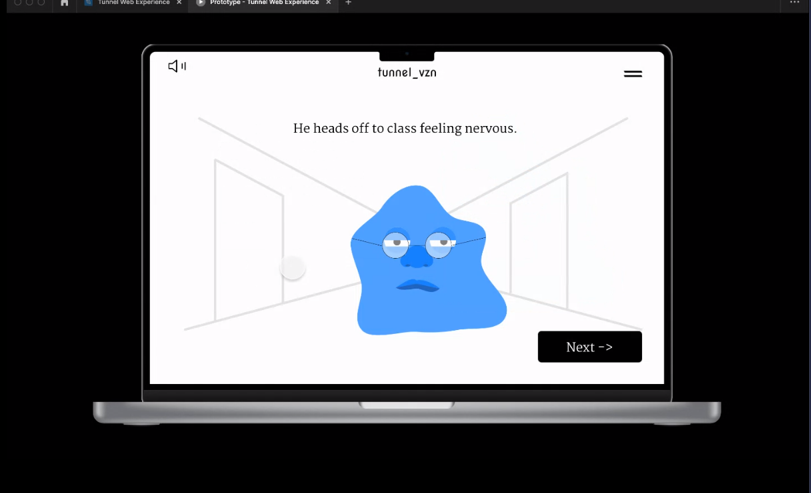 Tunnel Web Experience
Prototype - Tunnel Web Experience
tunnel_vzn
He heads off to class feeling nervous.
Next ->